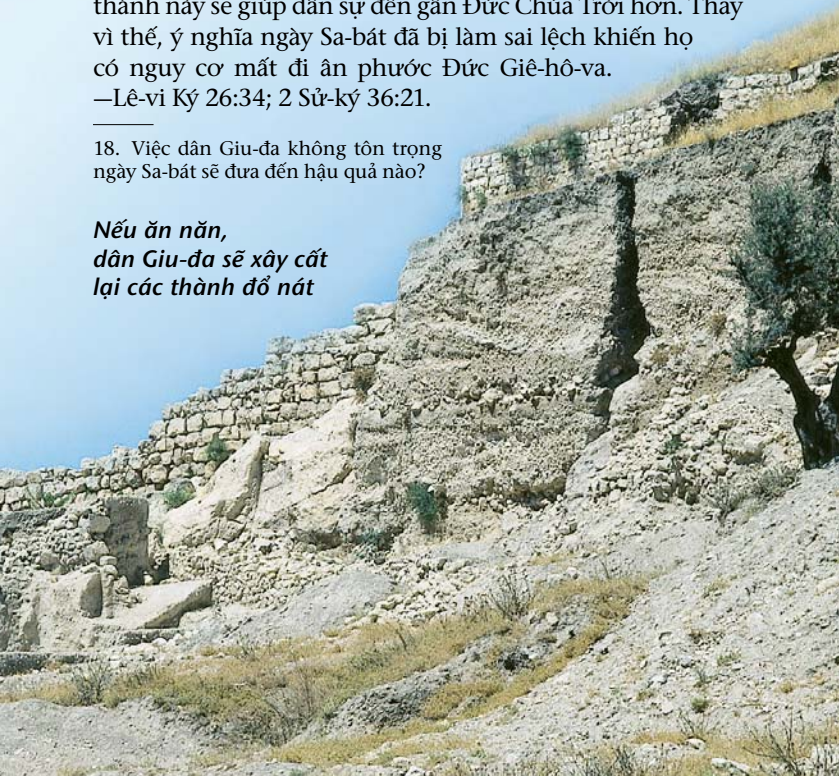 thánh này sẽ giúp dân sự đến gần Đức Chúa Trời hơn. Thay
vì thế, ý nghĩa ngày Sa-bát đã bị làm sai lệch khiến họ
có nguy cơ mất đi ân phước Đức Giê-hô-va.
—Lê-vi Ký 26:34; 2 Sử-ký 36:21.
18. Việc dân Giu-đa không tôn trọng
ngày Sa-bát sẽ đưa đến hậu quả nào?
Nếu ăn năn,
dân Giu-đa sẽ xây cất
lại các thành đổ nát